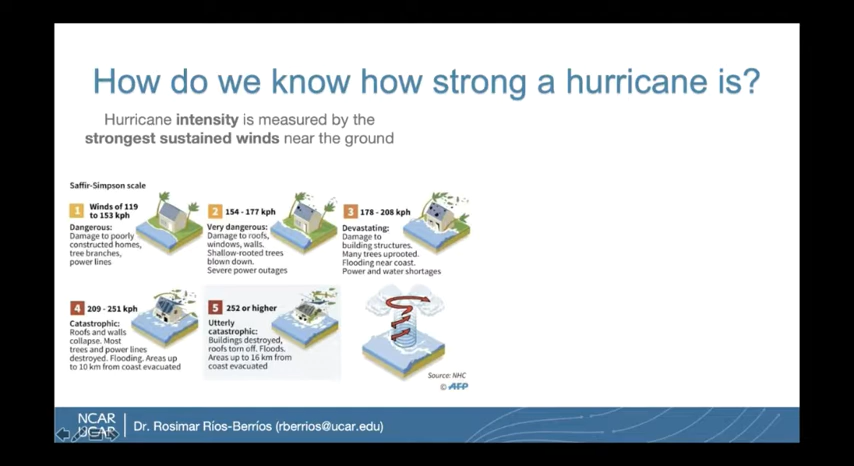 How do we know how strong a hurricane is?
Hurricane intensity is measured by the
strongest sustained winds near the ground
Saffir-Simpson scale
1 Winds of 119
to 153 kph
Dangerous:
Damage to poorly
constructed homes,
tree branches,
power lines
2 154 - 177 kph
Very dangerous:
Damage to roofs,
windows, walls.
Shallow-rooted trees
blown down.
Severe power outages
3 178 - 208 kph
Devastating:
Damage to
building structures.
Many trees uprooted.
Flooding near coast.
Power and water shortages
4 209 - 251 kph
Catastrophic:
Roofs and walls
collapse. Most
trees and power lines
destroyed. Flooding. Areas up
to 10 km from coast evacuated
5 252 or higher
Utterly
catastrophic:
Buildings destroyed,
roofs torn off. Floods.
Areas up to 16 km from
coast evacuated
Source: NHC
© AFP
NCAR
UCAR
Dr. Rosimar Ríos-Berríos (rberrios@ucar.edu)